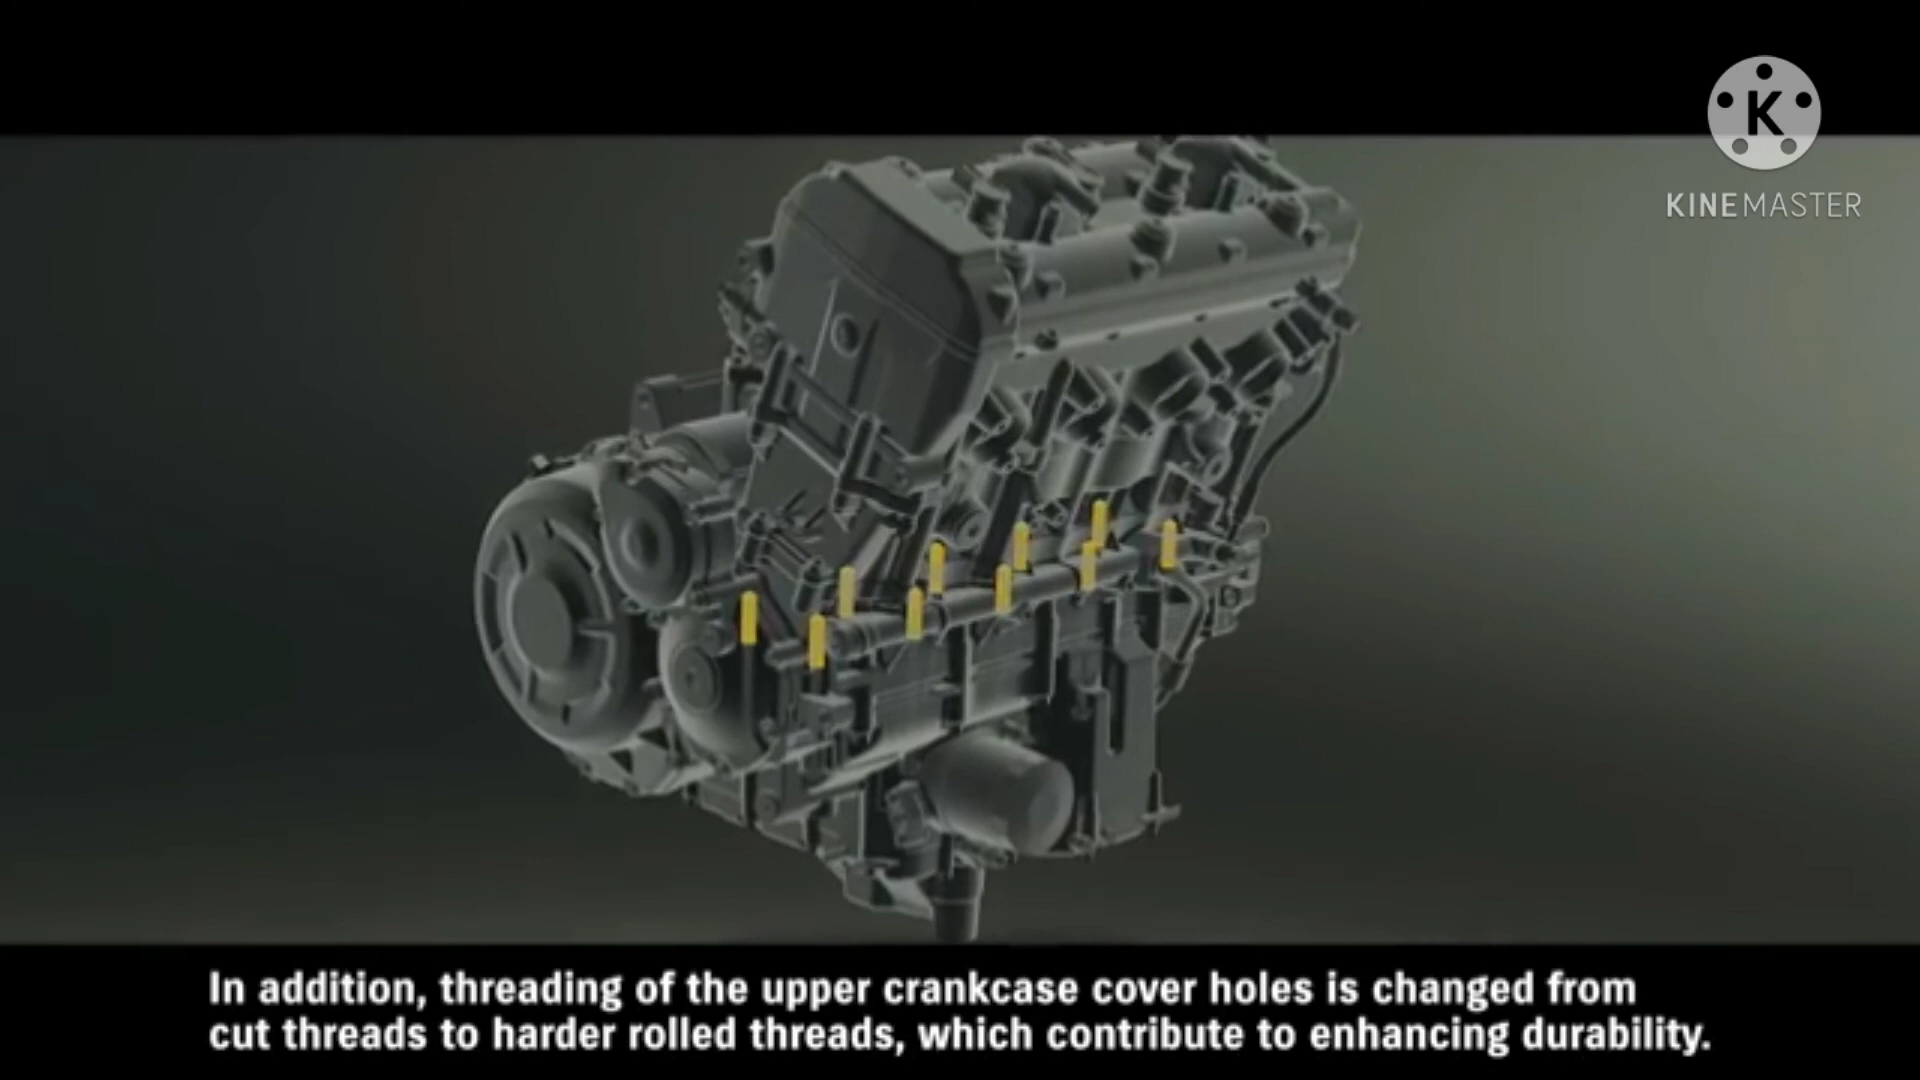 K
KINEMASTER
In addition, threading of the upper crankcase cover holes is changed from
cut threads to harder rolled threads, which contribute to enhancing durability.